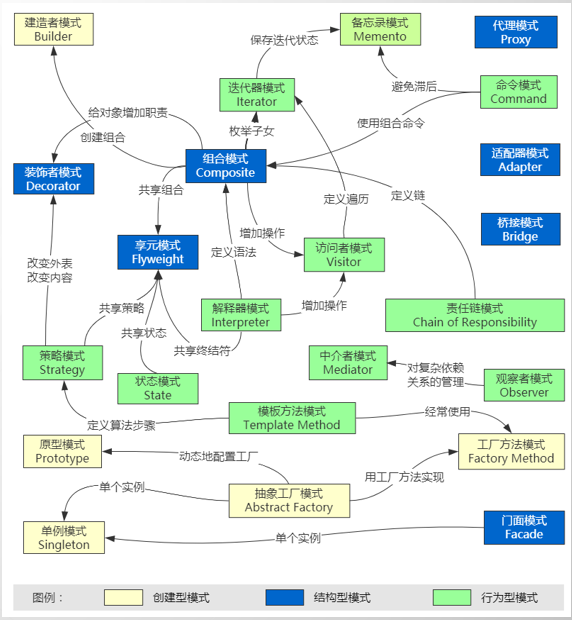 建造者模式
Builder
备忘录模式
Memento
代理模式
Proxy
保存迭代状态
避免滞后
迭代器模式
Iterator
命令模式
Command
给对象增加职责
创建组合
枚举子女
使用组合命令
组合模式
Composite
适配器模式
Adapter
装饰者模式
Decorator
共享组合
定义遍历
定义链
桥接模式
Bridge
享元模式
Flyweight
增加操作
定义语法
访问者模式
Visitor
改变外表
改变内容
共享策略
解释器模式
Interpreter
增加操作
责任链模式
Chain of Responsibility
共享状态
共享终结符
策略模式
Strategy
状态模式
State
中介者模式
Mediator
对复杂依赖
关系的管理
观察者模式
Observer
定义算法步骤
模板方法模式
Template Method
经常使用
原型模式
Prototype
动态地配置工厂
工厂方法模式
Factory Method
单个实例
抽象工厂模式
Abstract Factory
用工厂方法实现
单例模式
Singleton
单个实例
门面模式
Facade
图例：
创建型模式
结构型模式
行为型模式